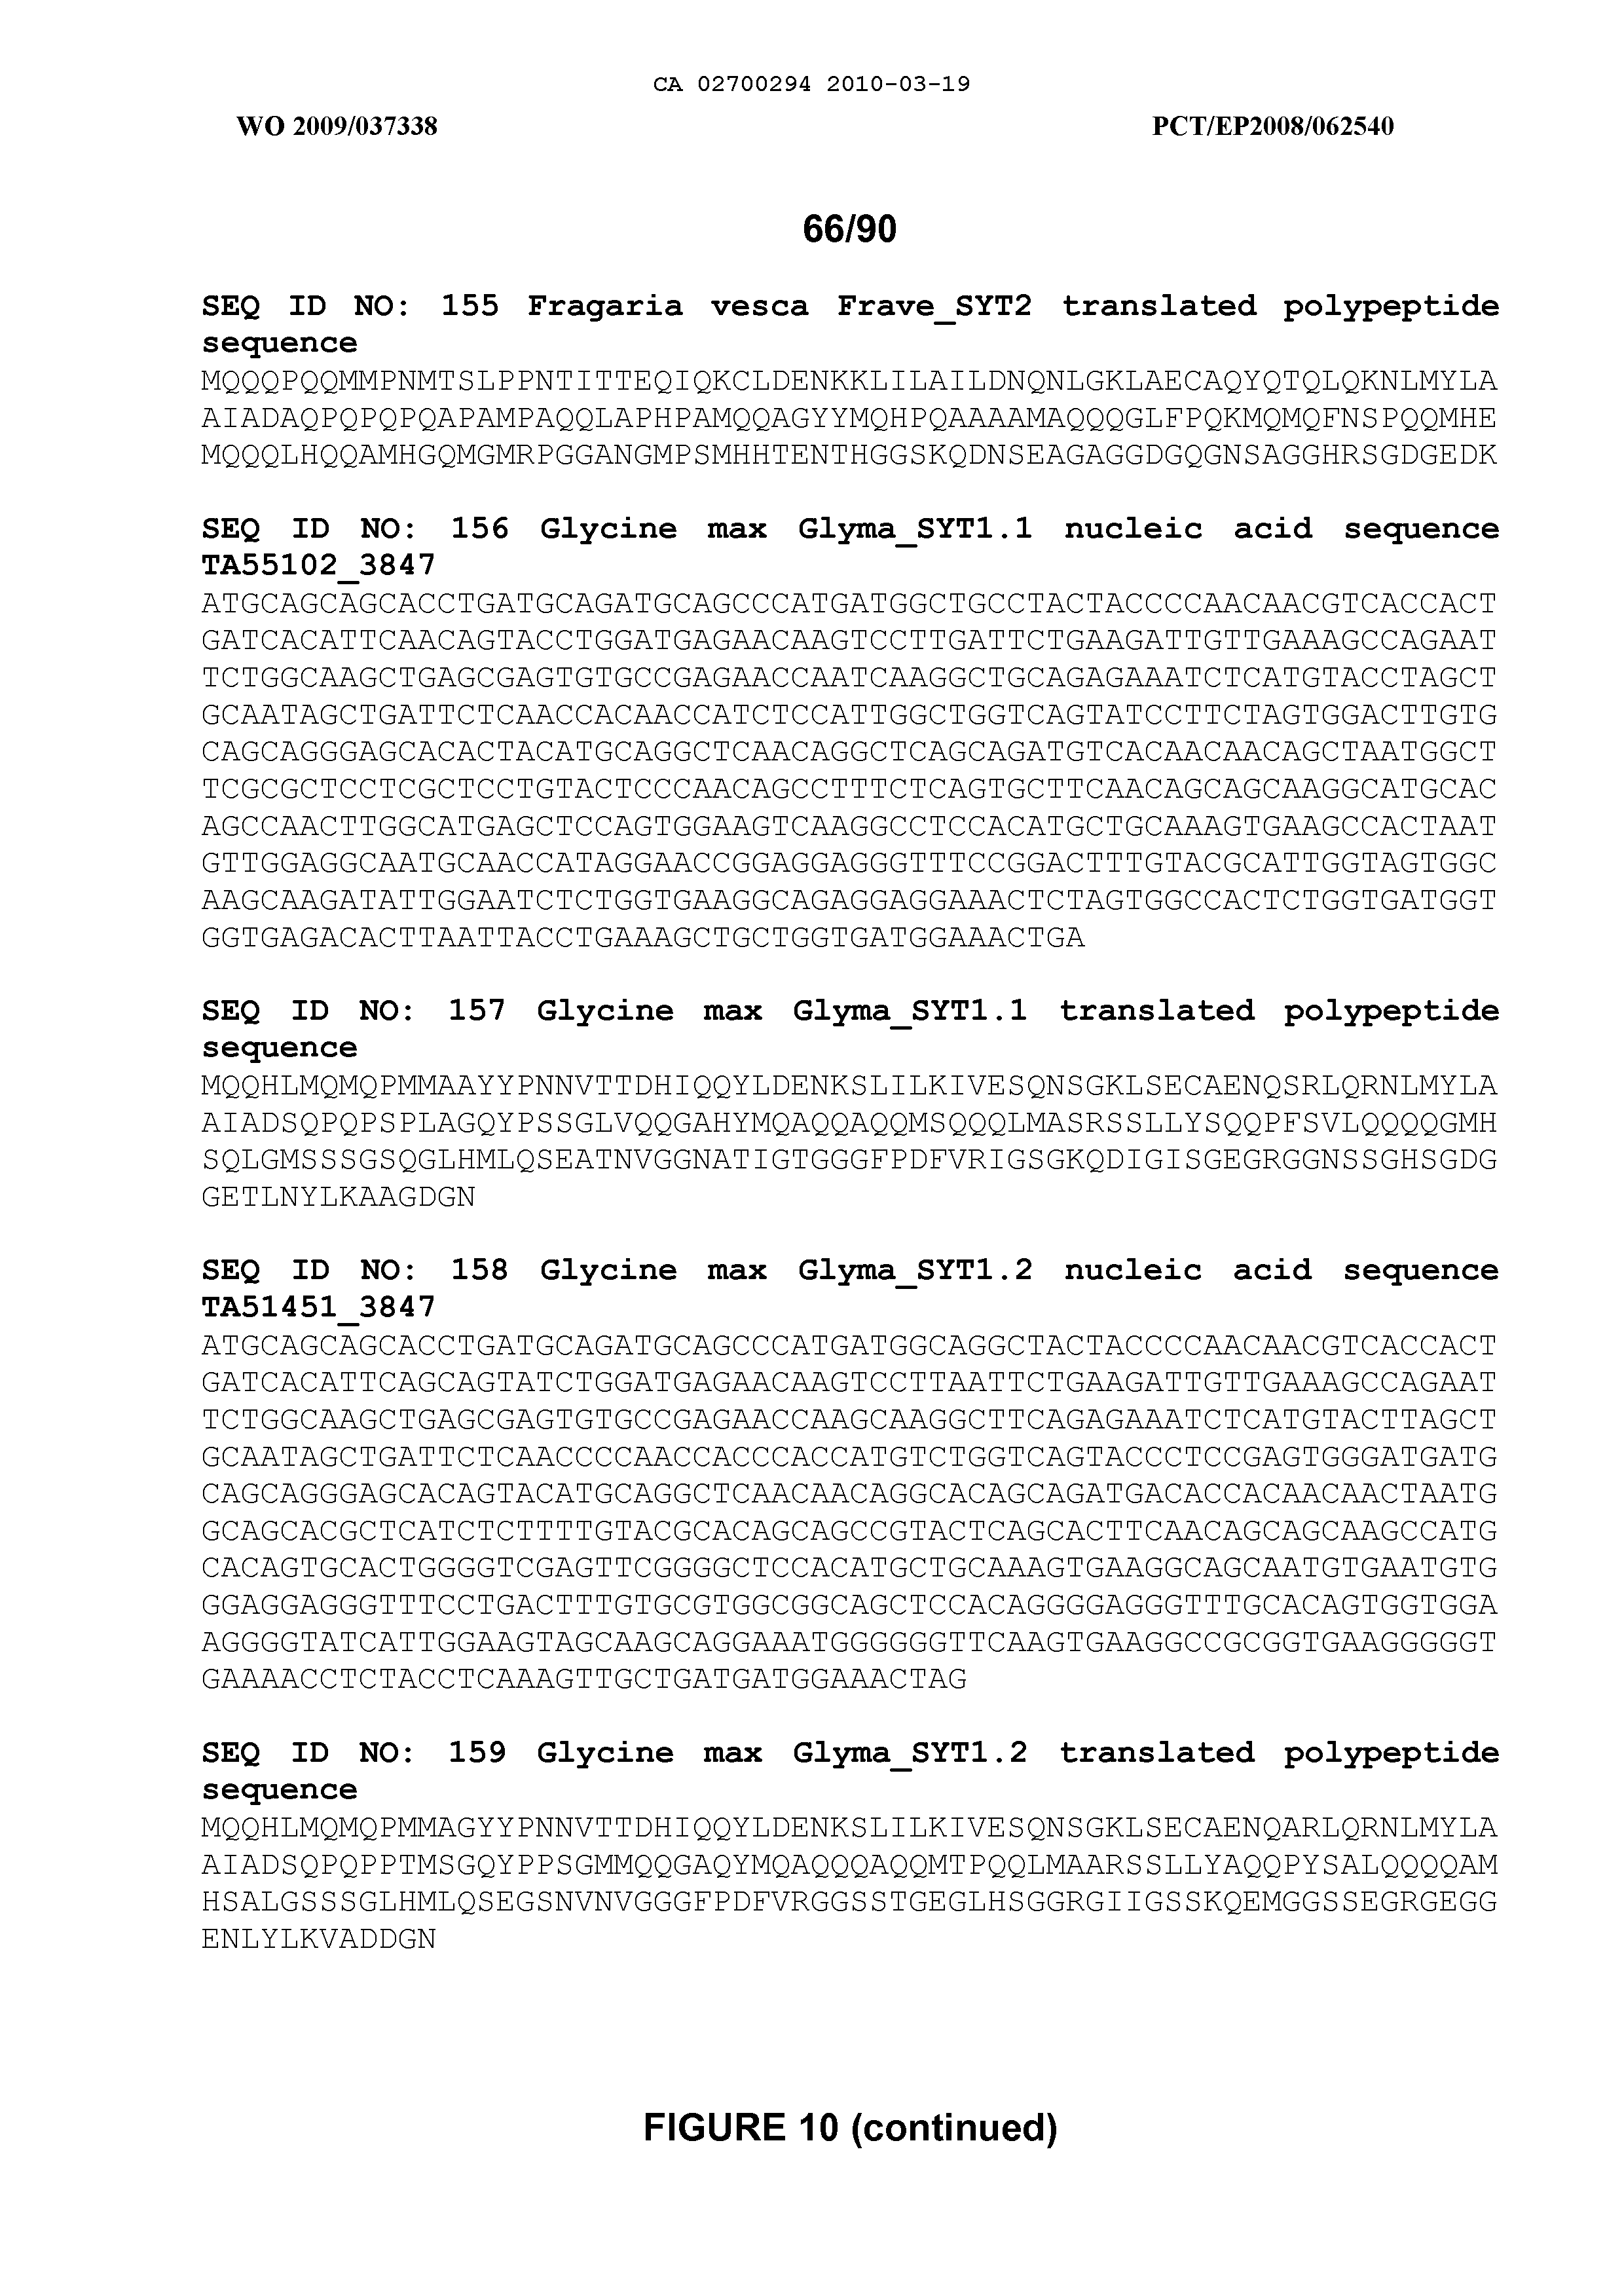 CA 02700294 2010-03-19
WO 2009/037338 PCT/EP2008/062540
66/90
SEQ ID NO: 155 Fragaria vesca Frave_SYT2 translated polypeptide
sequence
MQQQPQQMMPNMTSLPPNTITTEQIQKCLDENKKLILAILDNQNLGKLAECAQYQTQLQKNLMYLA
AIADAQPQPQPQAPAMPAQQLAPHPAMQQAGYYMQHPQAAAAMAQQQGLFPQKMQMQFNSPQQMHE
MQQQLHQQAMHGQMGMRPGGANGMPSMHHTENTHGGSKQDNSEAGAGGDGQGNSAGGHRSGDGEDK
SEQ ID NO: 156 Glycine max Glyma_SYT1.1 nucleic acid sequence
TA55102_3847
ATGCAGCAGCACCTGATGCAGATGCAGCCCATGATGGCTGCCTACTACCCCAACAACGTCACCACT
GATCACATTCAACAGTACCTGGATGAGAACAAGTCCTTGATTCTGAAGATTGTTGAAAGCCAGAAT
TCTGGCAAGCTGAGCGAGTGTGCCGAGAACCAATCAAGGCTGCAGAGAAATCTCATGTACCTAGCT
GCAATAGCTGATTCTCAACCACAACCATCTCCATTGGCTGGTCAGTATCCTTCTAGTGGACTTGTG
CAGCAGGGAGCACACTACATGCAGGCTCAACAGGCTCAGCAGATGTCACAACAACAGCTAATGGCT
TCGCGCTCCTCGCTCCTGTACTCCCAACAGCCTTTCTCAGTGCTTCAACAGCAGCAAGGCATGCAC
AGCCAACTTGGCATGAGCTCCAGTGGAAGTCAAGGCCTCCACATGCTGCAAAGTGAAGCCACTAAT
GTTGGAGGCAATGCAACCATAGGAACCGGAGGAGGGTTTCCGGACTTTGTACGCATTGGTAGTGGC
AAGCAAGATATTGGAATCTCTGGTGAAGGCAGAGGAGGAAACTCTAGTGGCCACTCTGGTGATGGT
GGTGAGACACTTAATTACCTGAAAGCTGCTGGTGATGGAAACTGA
SEQ ID NO: 157 Glycine max Glyma_SYT1.1 translated polypeptide
sequence
MQQHLMQMQPMMAAYYPNNVTTDHIQQYLDENKSLILKIVESQNSGKLSECAENQSRLQRNLMYLA
AIADSQPQPSPLAGQYPSSGLVQQGAHYMQAQQAQQMSQQQLMASRSSLLYSQQPFSVLQQQQGMH
SQLGMSSSGSQGLHMLQSEATNVGGNATIGTGGGFPDFVRIGSGKQDIGISGEGRGGNSSGHSGDG
GETLNYLKAAGDGN
SEQ ID NO: 158 Glycine max Glyma_SYT1.2 nucleic acid sequence
TA51451_3847
ATGCAGCAGCACCTGATGCAGATGCAGCCCATGATGGCAGGCTACTACCCCAACAACGTCACCACT
GATCACATTCAGCAGTATCTGGATGAGAACAAGTCCTTAATTCTGAAGATTGTTGAAAGCCAGAAT
TCTGGCAAGCTGAGCGAGTGTGCCGAGAACCAAGCAAGGCTTCAGAGAAATCTCATGTACTTAGCT
GCAATAGCTGATTCTCAACCCCAACCACCCACCATGTCTGGTCAGTACCCTCCGAGTGGGATGATG
CAGCAGGGAGCACAGTACATGCAGGCTCAACAACAGGCACAGCAGATGACACCACAACAACTAATG
GCAGCACGCTCATCTCTTTTGTACGCACAGCAGCCGTACTCAGCACTTCAACAGCAGCAAGCCATG
CACAGTGCACTGGGGTCGAGTTCGGGGCTCCACATGCTGCAAAGTGAAGGCAGCAATGTGAATGTG
GGAGGAGGGTTTCCTGACTTTGTGCGTGGCGGCAGCTCCACAGGGGAGGGTTTGCACAGTGGTGGA
AGGGGTATCATTGGAAGTAGCAAGCAGGAAATGGGGGGTTCAAGTGAAGGCCGCGGTGAAGGGGGT
GAAAACCTCTACCTCAAAGTTGCTGATGATGGAAACTAG
SEQ ID NO: 159 Glycine max Glyma_SYT1.2 translated polypeptide
sequence
MQQHLMQMQPMMAGYYPNNVTTDHIQQYLDENKSLILKIVESQNSGKLSECAENQARLQRNLMYLA
AIADSQPQPPTMSGQYPPSGMMQQGAQYMQAQQQAQQMTPQQLMAARSSLLYAQQPYSALQQQQAM
HSALGSSSGLHMLQSEGSNVNVGGGFPDFVRGGSSTGEGLHSGGRGIIGSSKQEMGGSSEGRGEGG
ENLYLKVADDGN
FIGURE 10 (continued)